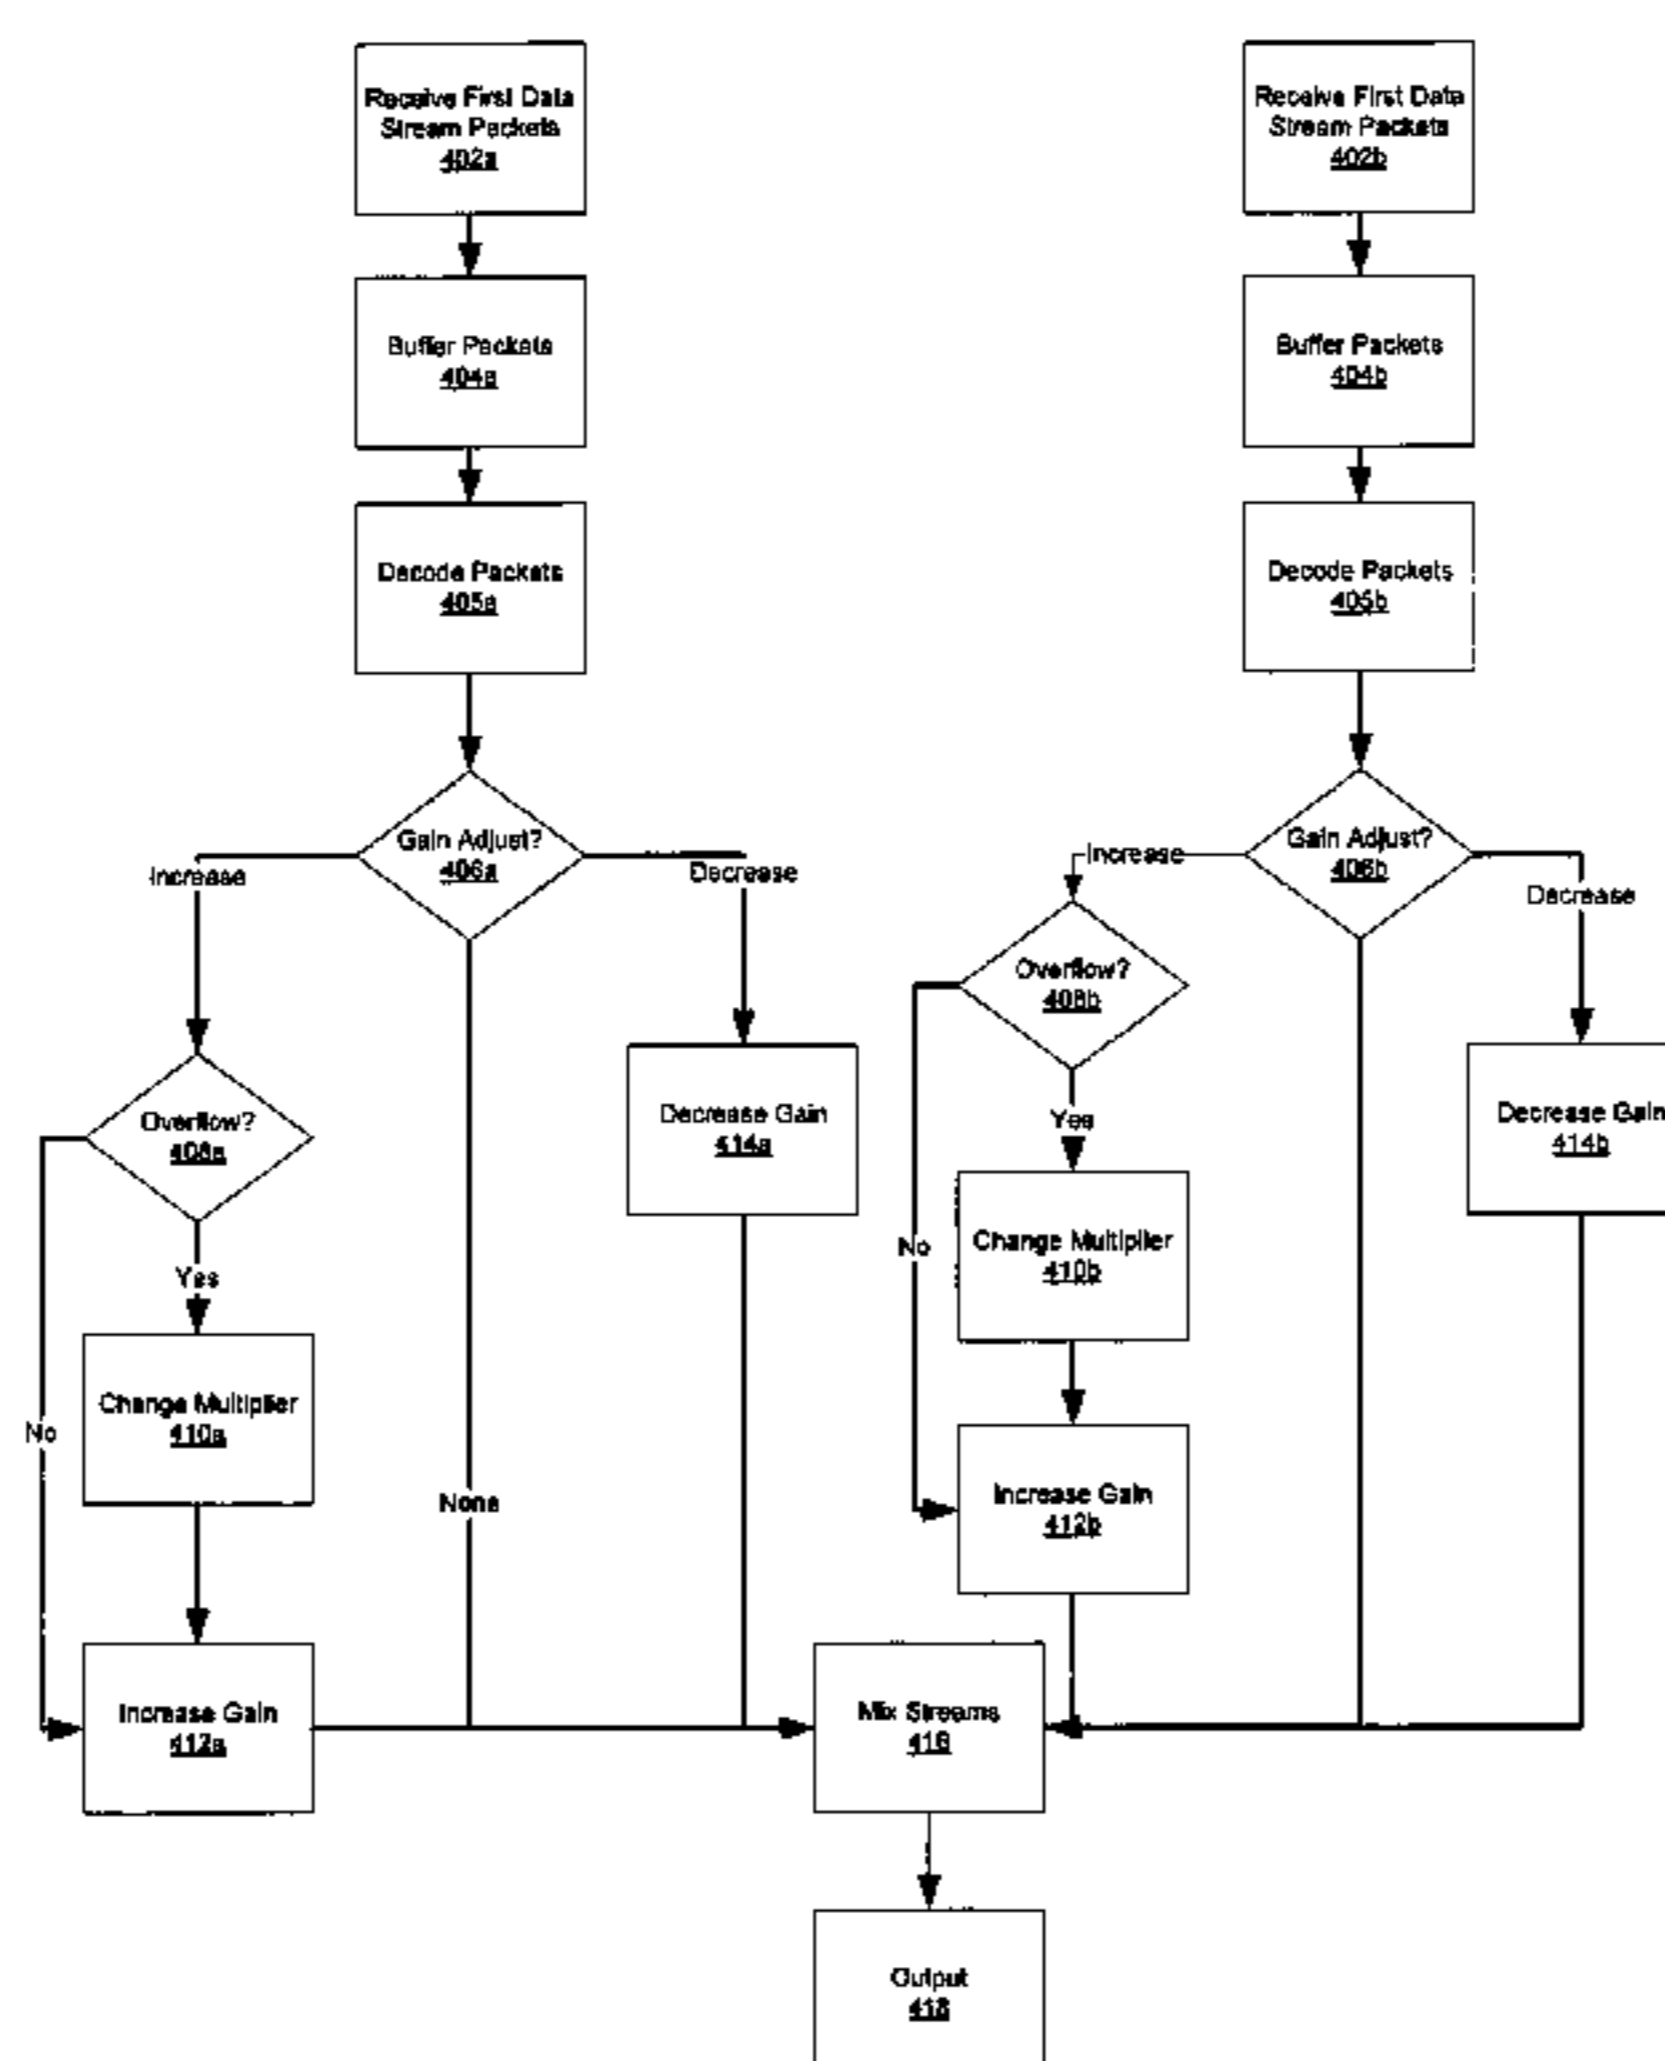 Receive First Data
Stream Packets
402a
Receive First Data
Stream Packets
402b
Buffer Packets
404a
Buffer Packets
404b
Decode Packets
405a
Decode Packets
405b
Gain Adjust?
406a
Increase
Decrease
Gain Adjust?
406b
Increase
Decrease
Overflow?
408a
Overflow?
408b
Decrease Gain
414a
Decrease Gain
414b
Yes
No
Yes
No
Change Multiplier
410a
Change Multiplier
410b
None
Increase Gain
412a
Increase Gain
412b
Mix Streams
416
Output
418